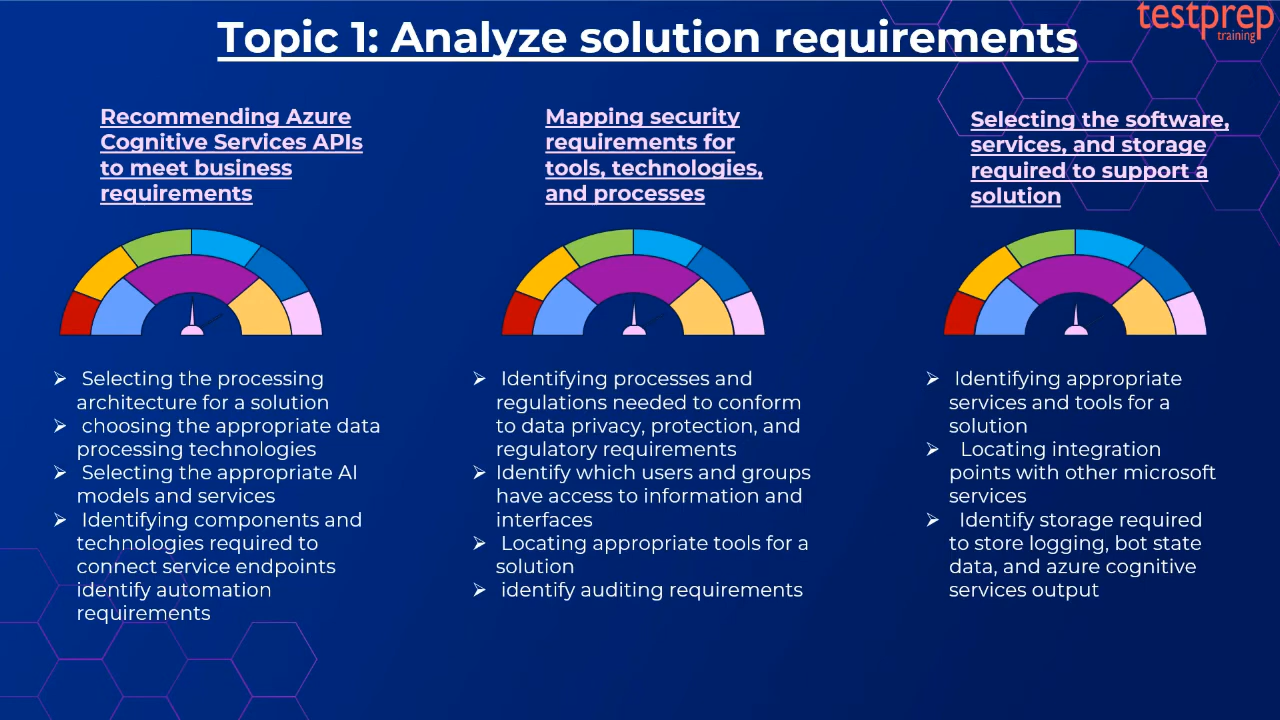 Topic 1: Analyze solution requirements
testprep
training
Recommending Azure
Cognitive Services APIs
to meet business
requirements
➢ Selecting the processing
architecture for a solution
➢ choosing the appropriate data
processing technologies
➢ Selecting the appropriate AI
models and services
➢ Identifying components and
technologies required to
connect service endpoints
identify automation
requirements
Mapping security
requirements for
tools, technologies,
and processes
➢ Identifying processes and
regulations needed to conform
to data privacy, protection, and
regulatory requirements
➢ Identify which users and groups
have access to information and
interfaces
➢ Locating appropriate tools for a
solution
➢ identify auditing requirements
Selecting the software,
services, and storage
required to support a
solution
➢ Identifying appropriate
services and tools for a
solution
➢ Locating integration
points with other microsoft
services
➢ Identify storage required
to store logging, bot state
data, and azure cognitive
services output